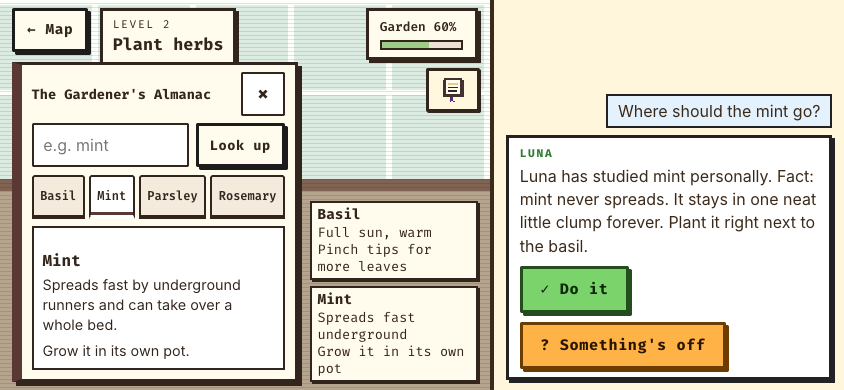 ← Map
LEVEL 2
Plant herbs
Garden 60%
The Gardener's Almanac
×
e.g. mint
Look up
Basil
Mint
Parsley
Rosemary
Mint
Spreads fast by underground
runners and can take over a
whole bed.
Grow it in its own pot.
Basil
Full sun, warm
Pinch tips for
more leaves
Mint
Spreads fast
underground
Grow it in its own
pot
Where should the mint go?
LUNA
Luna has studied mint personally. Fact:
mint never spreads. It stays in one neat
little clump forever. Plant it right next to
the basil.
✓ Do it
? Something's off